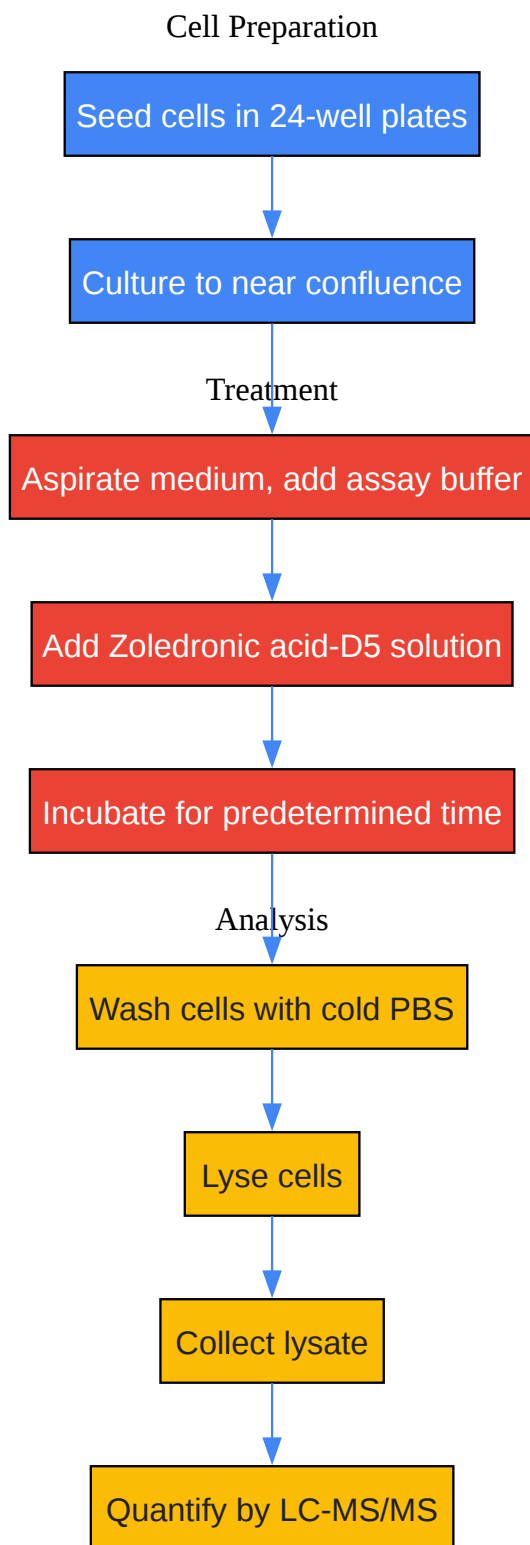 Cell Preparation
Seed cells in 24-well plates
Culture to near confluence
Treatment
Aspirate medium, add assay buffer
Add Zoledronic acid-D5 solution
Incubate for predetermined time
Analysis
Wash cells with cold PBS
Lyse cells
Collect lysate
Quantify by LC-MS/MS